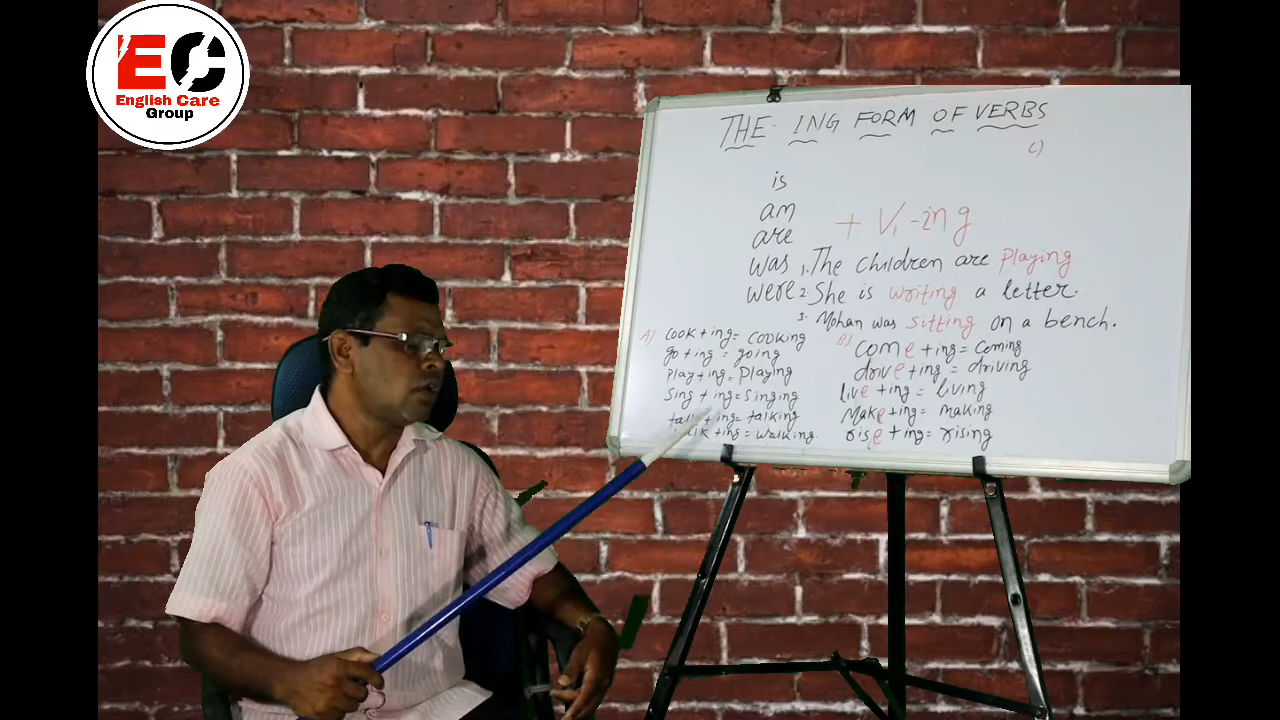 EC
English Care
Group
THE ING FORM OF VERBS
C)
is
am
are
was
were
+ V1 -ing
1. The children are playing
2. She is writing a letter.
3. Mohan was sitting on a bench.
A) cook + ing = cooking
go + ing = going
play + ing = playing
Sing + ing = singing
+ ing = talking
+ ing = walking.
B) come + ing = coming
drive + ing = driving
live + ing = living
Make + ing = making
rise + ing = rising